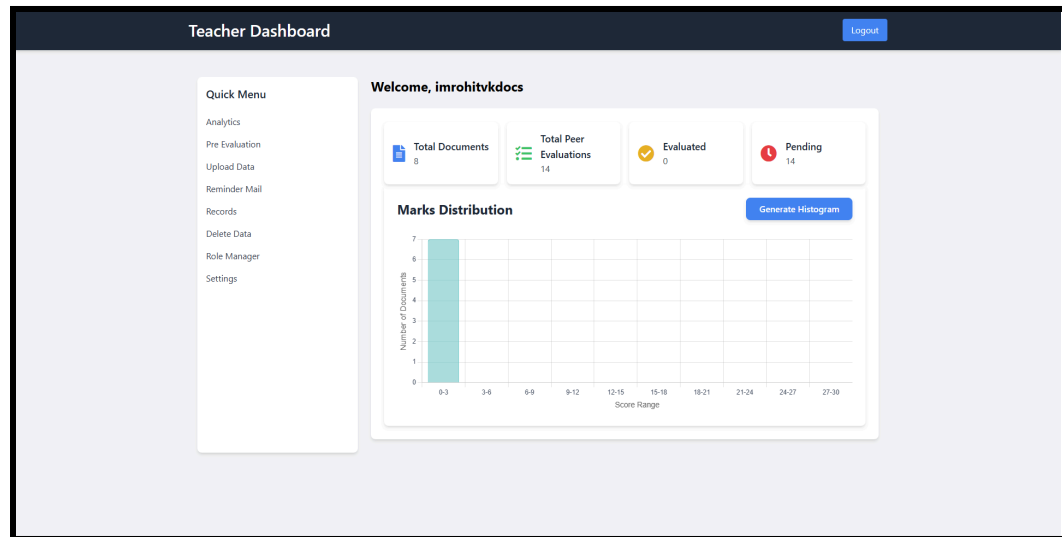 Teacher Dashboard
Logout
Quick Menu
Analytics
Pre Evaluation
Upload Data
Reminder Mail
Records
Delete Data
Role Manager
Settings
Welcome, imrohitvkdocs
Total Documents
8
Total Peer
Evaluations
14
Evaluated
0
Pending
14
Marks Distribution
Generate Histogram
Number of Documents
7
6
5
4
3
2
1
0
0-3 3-6 6-9 9-12 12-15 15-18 18-21 21-24 24-27 27-30
Score Range